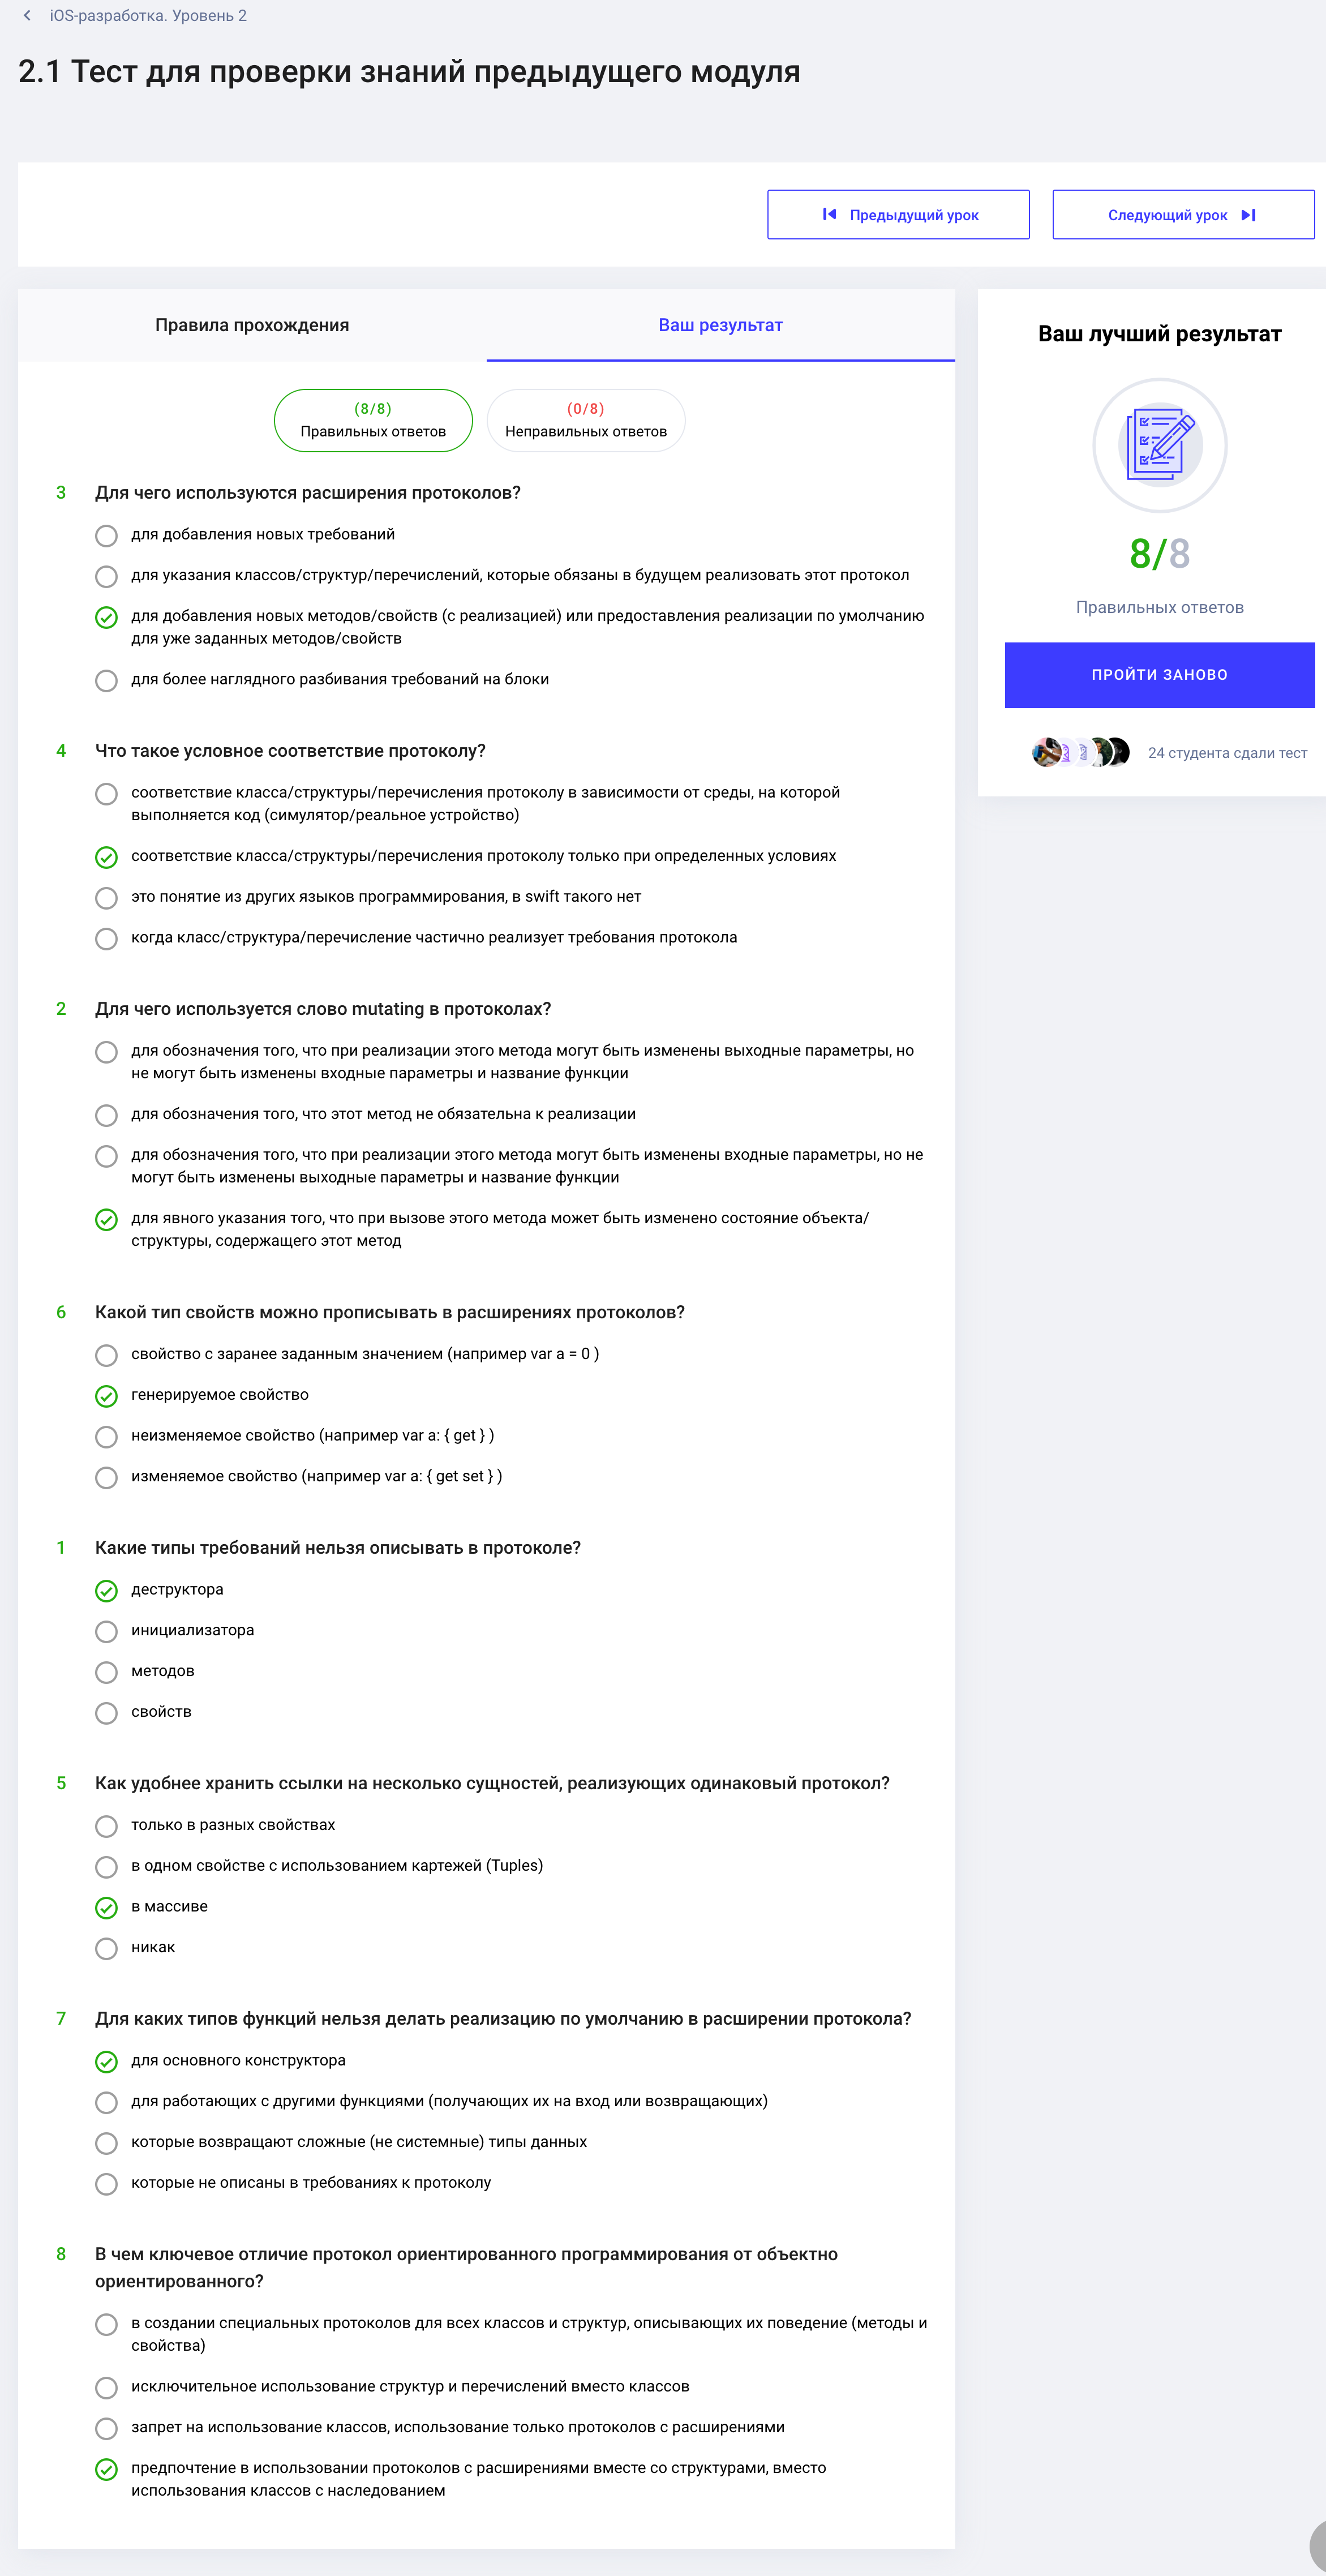 iOS-разработка. Уровень 2
2.1 Тест для проверки знаний предыдущего модуля
Предыдущий урок
Следующий урок
Правила прохождения
Ваш результат
(8/8)
Правильных ответов
(0/8)
Неправильных ответов
3 Для чего используются расширения протоколов?
для добавления новых требований
для указания классов/структур/перечислений, которые обязаны в будущем реализовать этот протокол
для добавления новых методов/свойств (с реализацией) или предоставления реализации по умолчанию
для уже заданных методов/свойств
для более наглядного разбивания требований на блоки
4 Что такое условное соответствие протоколу?
соответствие класса/структуры/перечисления протоколу в зависимости от среды, на которой
выполняется код (симулятор/реальное устройство)
соответствие класса/структуры/перечисления протоколу только при определенных условиях
это понятие из других языков программирования, в swift такого нет
когда класс/структура/перечисление частично реализует требования протокола
2 Для чего используется слово mutating в протоколах?
для обозначения того, что при реализации этого метода могут быть изменены выходные параметры, но
не могут быть изменены входные параметры и название функции
для обозначения того, что этот метод не обязательна к реализации
для обозначения того, что при реализации этого метода могут быть изменены входные параметры, но не
могут быть изменены выходные параметры и название функции
для явного указания того, что при вызове этого метода может быть изменено состояние объекта/
структуры, содержащего этот метод
6 Какой тип свойств можно прописывать в расширениях протоколов?
свойство с заранее заданным значением (например var a = 0 )
генерируемое свойство
неизменяемое свойство (например var a: { get } )
изменяемое свойство (например var a: { get set } )
1 Какие типы требований нельзя описывать в протоколе?
деструктора
инициализатора
методов
свойств
5 Как удобнее хранить ссылки на несколько сущностей, реализующих одинаковый протокол?
только в разных свойствах
в одном свойстве с использованием картежей (Tuples)
в массиве
никак
7 Для каких типов функций нельзя делать реализацию по умолчанию в расширении протокола?
для основного конструктора
для работающих с другими функциями (получающих их на вход или возвращающих)
которые возвращают сложные (не системные) типы данных
которые не описаны в требованиях к протоколу
8 В чем ключевое отличие протокол ориентированного программирования от объектно
ориентированного?
в создании специальных протоколов для всех классов и структур, описывающих их поведение (методы и
свойства)
исключительное использование структур и перечислений вместо классов
запрет на использование классов, использование только протоколов с расширениями
предпочтение в использовании протоколов с расширениями вместе со структурами, вместо
использования классов с наследованием
Ваш лучший результат
8/8
Правильных ответов
ПРОЙТИ ЗАНОВО
24 студента сдали тест